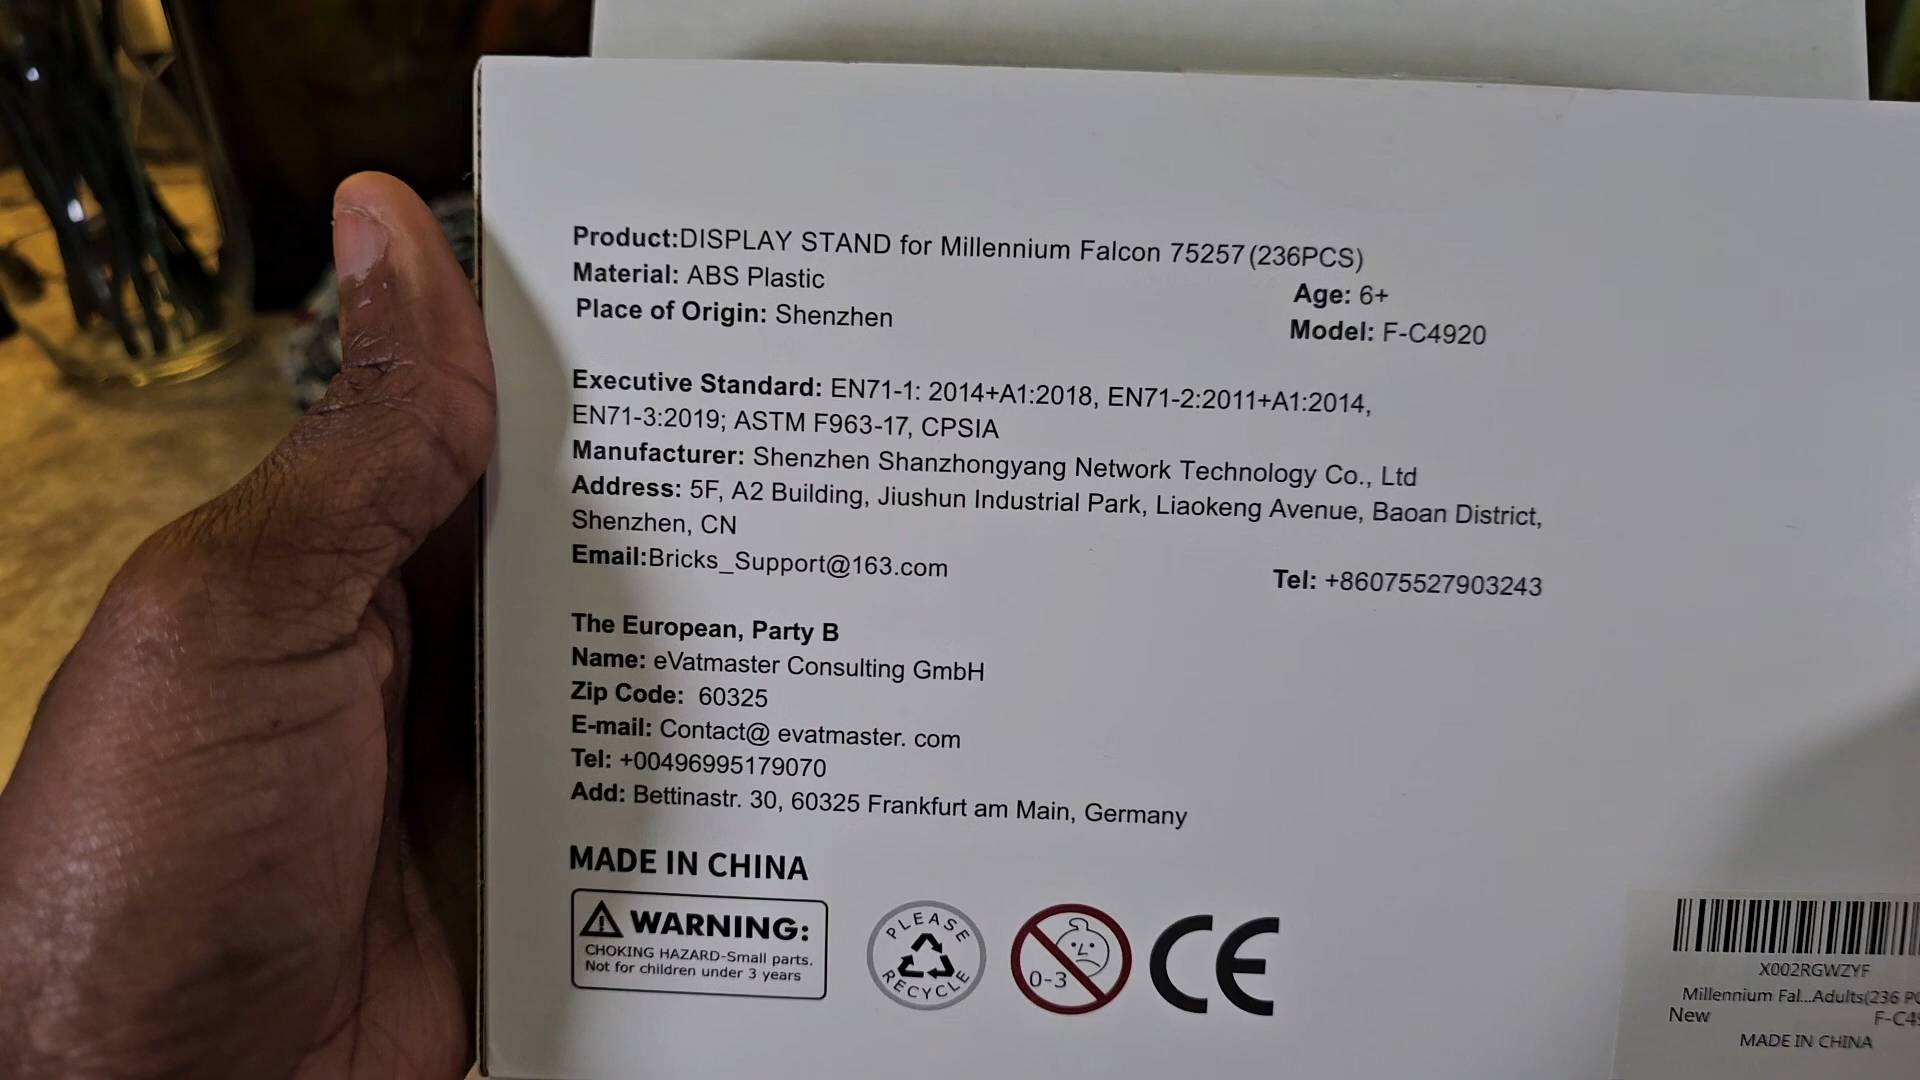 Product:DISPLAY STAND for Millennium Falcon 75257(236PCS)
Material: ABS Plastic
Age: 6+
Place of Origin: Shenzhen
Model: F-C4920
Executive Standard: EN71-1: 2014+A1:2018, EN71-2:2011+A1:2014,
EN71-3:2019; ASTM F963-17, CPSIA
Manufacturer: Shenzhen Shanzhongyang Network Technology Co., Ltd
Address: 5F, A2 Building, Jiushun Industrial Park, Liaokeng Avenue, Baoan District,
Shenzhen, CN
Email:Bricks_Support@163.com
Tel: +86075527903243
The European, Party B
Name: eVatmaster Consulting GmbH
Zip Code: 60325
E-mail: Contact@ evatmaster. com
Tel: +00496995179070
Add: Bettinastr. 30, 60325 Frankfurt am Main, Germany
MADE IN CHINA
WARNING:
CHOKING HAZARD-Small parts.
Not for children under 3 years
PLEASE
RECYCLE
0-3
CE
X002RGWZYF
Millennium Fal...Adults(236 PC
New
F-C49
MADE IN CHINA